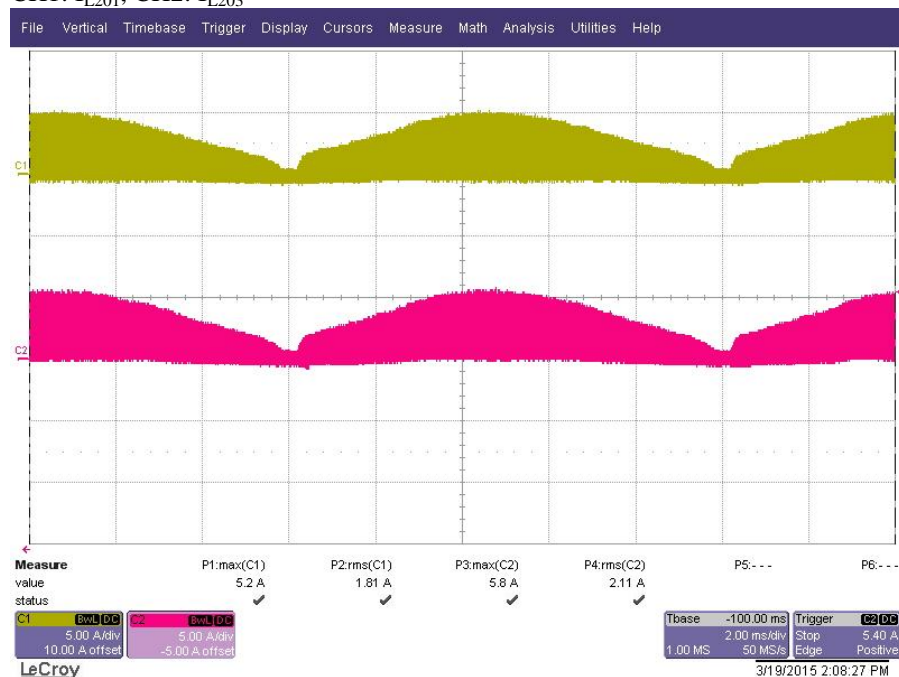 CH1: IL201, CH2: IL203
File Vertical Timebase Trigger Display Cursors Measure Math Analysis Utilities Help
C1
C2
Measure P1:max(C1) P2:rms(C1) P3:max(C2) P4:rms(C2) P5:- - - P6:- - -
value 5.2 A 1.81 A 5.8 A 2.11 A
status ✔ ✔ ✔ ✔
C1 BwL DC C2 BwL DC Tbase -100.00 ms Trigger C2 DC
5.00 A/div 5.00 A/div 2.00 ms/div Stop 5.40 A
10.00 A offset -5.00 A offset 1.00 MS 50 MS/s Edge Positive
LeCroy 3/19/2015 2:08:27 PM